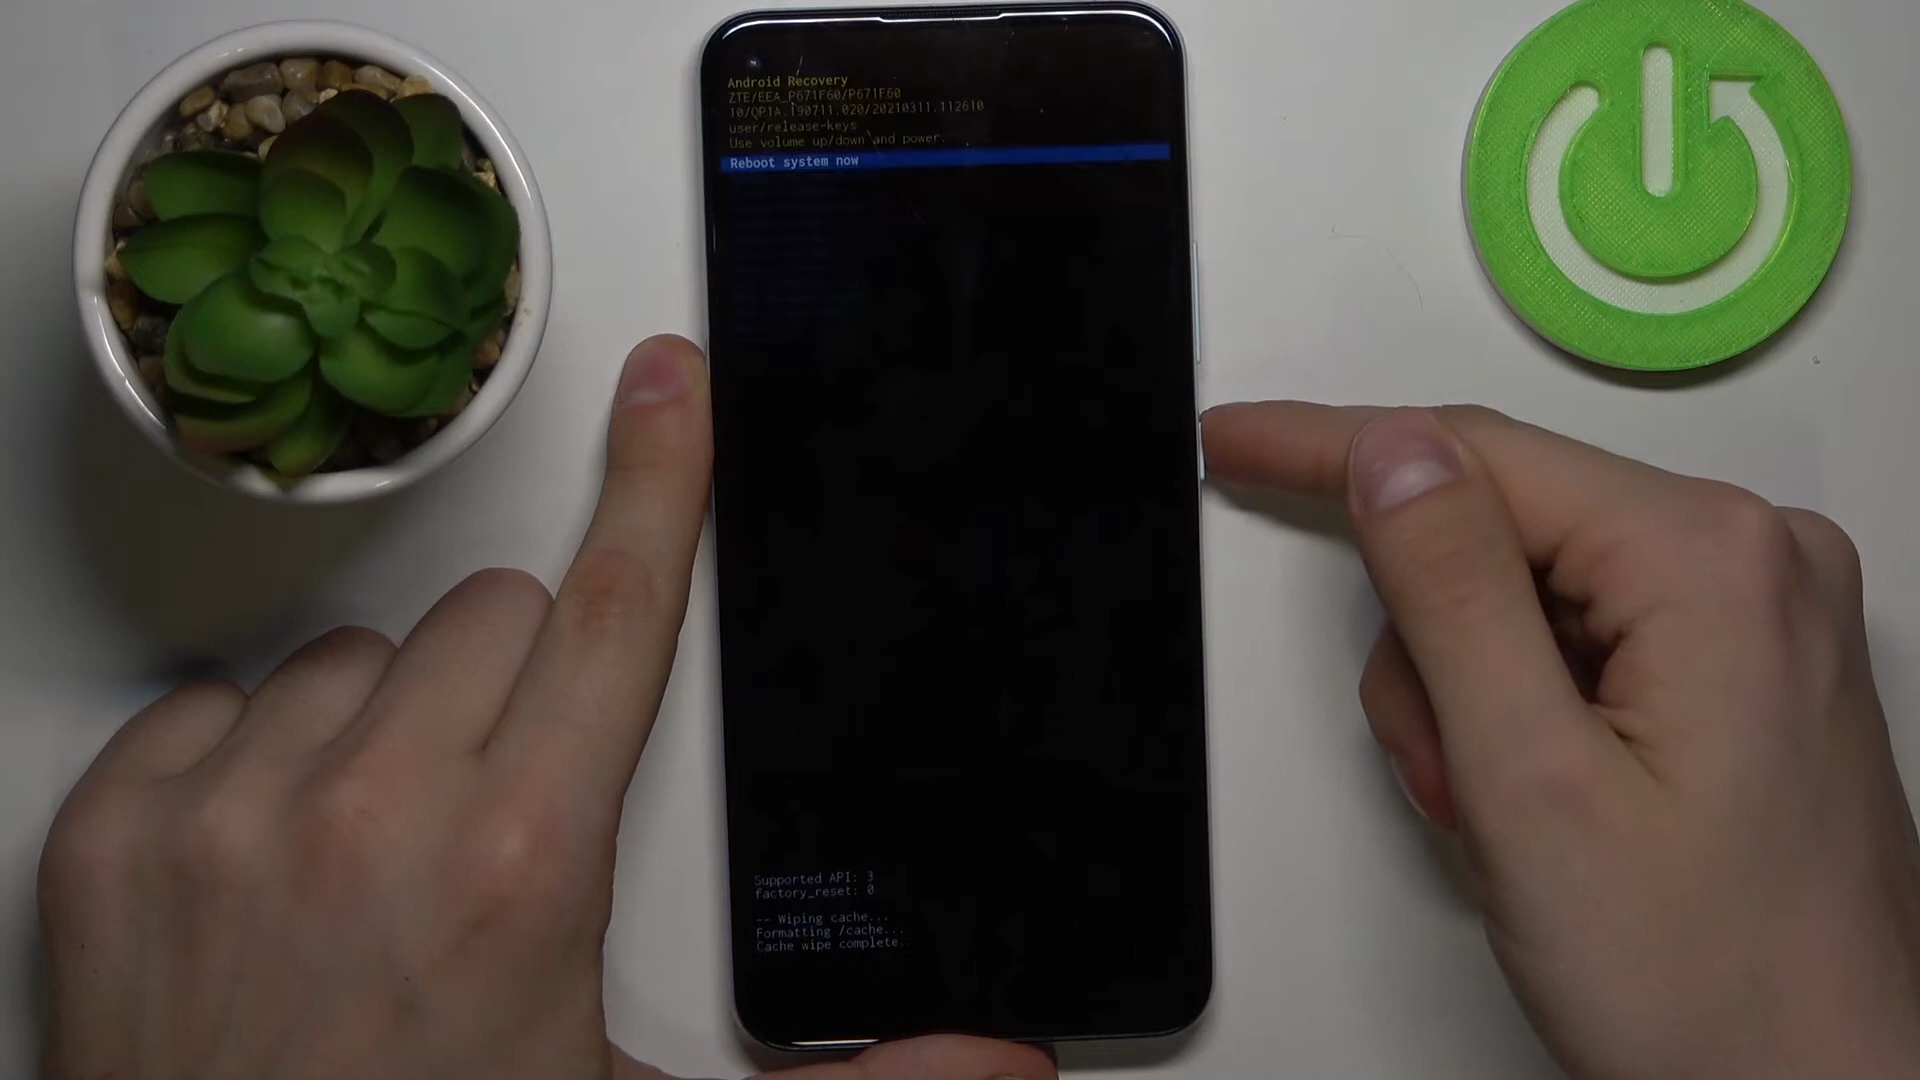 Android Recovery
ZTE/EEA_P671F60/P671F60
10/QP1A.190711.020/20210311.112610
user/release-keys
Use volume up/down and power.
Reboot system now
Supported API: 3
factory_reset: 0
-- Wiping cache...
Formatting /cache...
Cache wipe complete.